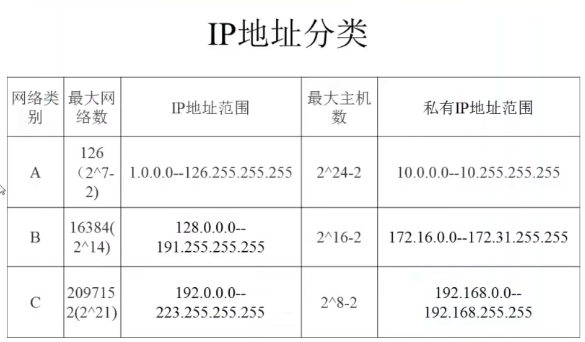 IP地址分类
网络类别 最大网络数 IP地址范围 最大主机数 私有IP地址范围
A 126（2^7-2) 1.0.0.0--126.255.255.255 2^24-2 10.0.0.0--10.255.255.255
B 16384(2^14) 128.0.0.0--191.255.255.255 2^16-2 172.16.0.0--172.31.255.255
C 2097152(2^21) 192.0.0.0--223.255.255.255 2^8-2 192.168.0.0--192.168.255.255